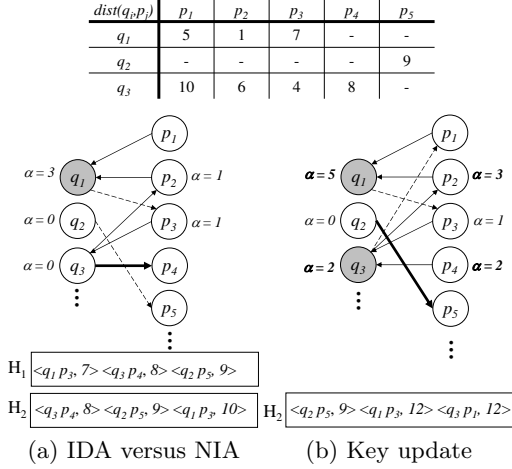 dist(qi,pj) p1 p2 p3 p4 p5
q1 5 1 7 - -
q2 - - - - 9
q3 10 6 4 8 -
p1
α=3 q1 p2 α=1
α=0 q2 p3 α=1
α=0 q3 p4
p5
H1 <q1 p3, 7> <q3 p4, 8> <q2 p5, 9>
H2 <q3 p4, 8> <q2 p5, 9> <q1 p3, 10>
(a) IDA versus NIA
p1
α=5 q1 p2 α=3
α=0 q2 p3 α=1
α=2 q3 p4 α=2
p5
H2 <q2 p5, 9> <q1 p3, 12> <q3 p1, 12>
(b) Key update